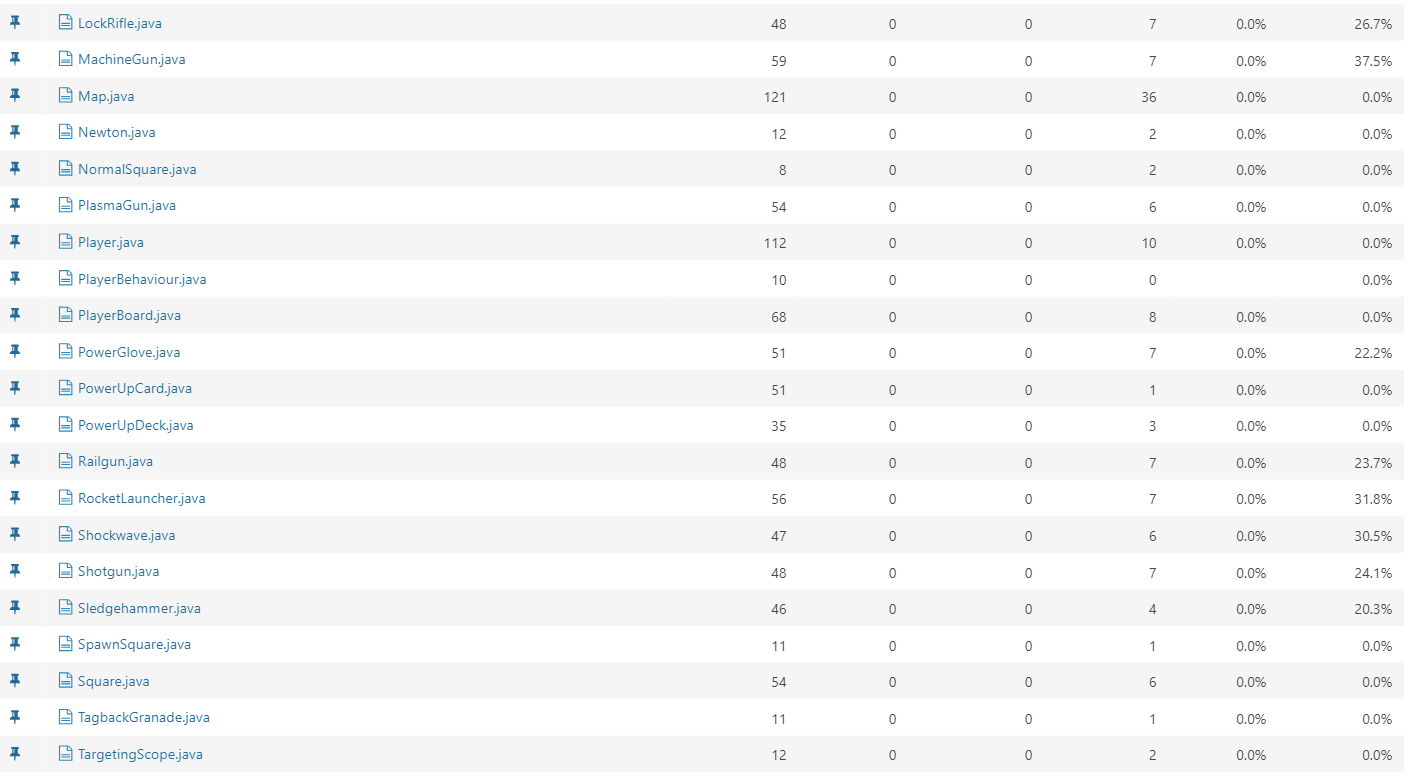 LockRifle.java 48 0 0 7 0.0% 26.7%
MachineGun.java 59 0 0 7 0.0% 37.5%
Map.java 121 0 0 36 0.0% 0.0%
Newton.java 12 0 0 2 0.0% 0.0%
NormalSquare.java 8 0 0 2 0.0% 0.0%
PlasmaGun.java 54 0 0 6 0.0% 0.0%
Player.java 112 0 0 10 0.0% 0.0%
PlayerBehaviour.java 10 0 0 0 0.0%
PlayerBoard.java 68 0 0 8 0.0% 0.0%
PowerGlove.java 51 0 0 7 0.0% 22.2%
PowerUpCard.java 51 0 0 1 0.0% 0.0%
PowerUpDeck.java 35 0 0 3 0.0% 0.0%
Railgun.java 48 0 0 7 0.0% 23.7%
RocketLauncher.java 56 0 0 7 0.0% 31.8%
Shockwave.java 47 0 0 6 0.0% 30.5%
Shotgun.java 48 0 0 7 0.0% 24.1%
Sledgehammer.java 46 0 0 4 0.0% 20.3%
SpawnSquare.java 11 0 0 1 0.0% 0.0%
Square.java 54 0 0 6 0.0% 0.0%
TagbackGranade.java 11 0 0 1 0.0% 0.0%
TargetingScope.java 12 0 0 2 0.0% 0.0%